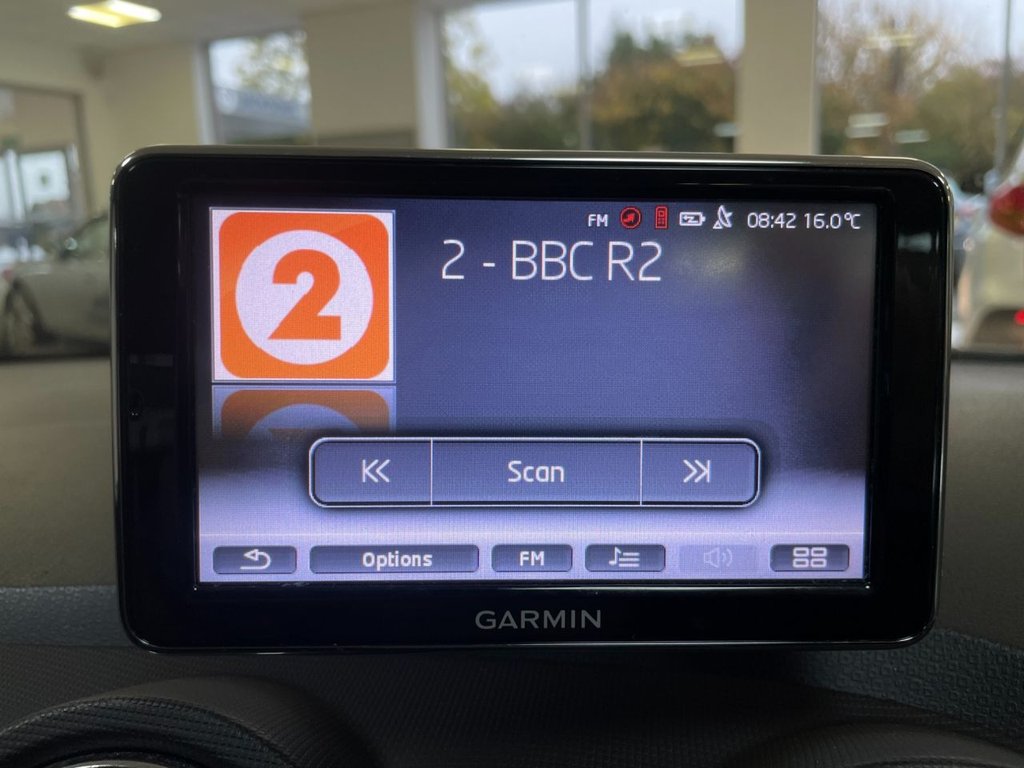 FM 08:42 16.0°C
2
2 - BBC R2
Scan
Options FM
GARMIN